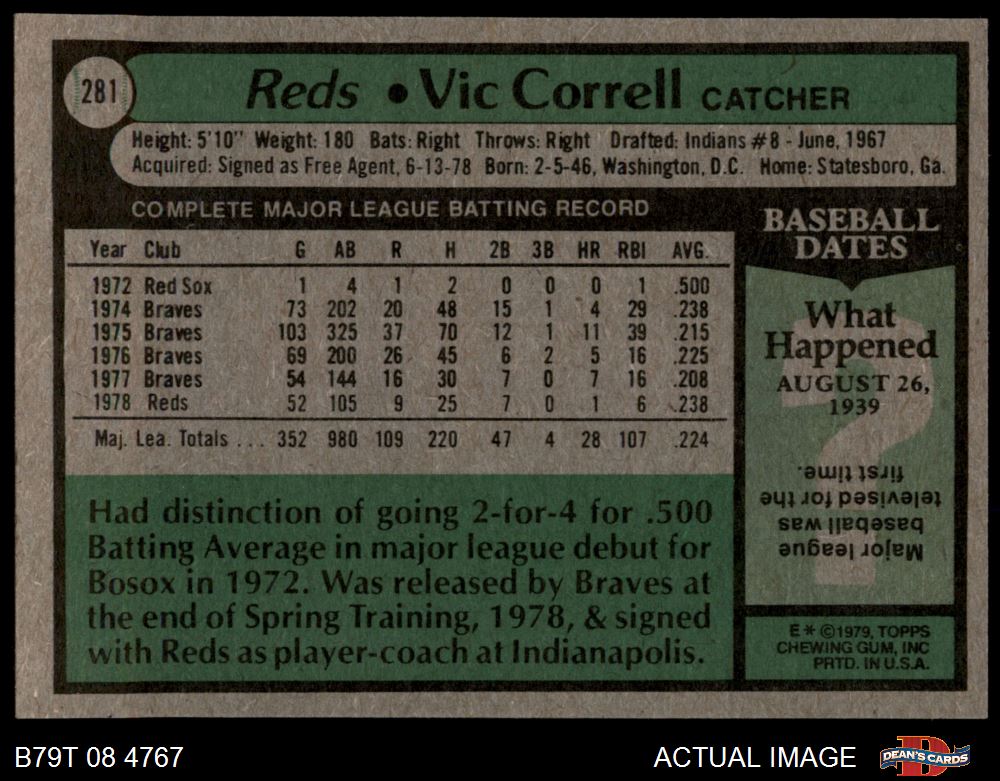 281
Reds • Vic Correll CATCHER
Height: 5'10" Weight: 180 Bats: Right Throws: Right Drafted: Indians #8 - June, 1967
Acquired: Signed as Free Agent, 6-13-78 Born: 2-5-46, Washington, D.C. Home: Statesboro, Ga.
COMPLETE MAJOR LEAGUE BATTING RECORD
Year Club G AB R H 2B 3B HR RBI AVG.
1972 Red Sox 1 4 1 2 0 0 0 1 .500
1974 Braves 73 202 20 48 15 1 4 29 .238
1975 Braves 103 325 37 70 12 1 11 39 .215
1976 Braves 69 200 26 45 6 2 5 16 .225
1977 Braves 54 144 16 30 7 0 7 16 .208
1978 Reds 52 105 9 25 7 0 1 6 .238
Maj. Lea. Totals . . . 352 980 109 220 47 4 28 107 .224
Had distinction of going 2-for-4 for .500
Batting Average in major league debut for
Bosox in 1972. Was released by Braves at
the end of Spring Training, 1978, & signed
with Reds as player-coach at Indianapolis.
BASEBALL
DATES
What
Happened
AUGUST 26,
1939
Major league
baseball was
televised for the
first time.
E * ©1979, TOPPS
CHEWING GUM, INC
PRTD. IN U.S.A.
B79T 08 4767
ACTUAL IMAGE
DEAN'S CARDS